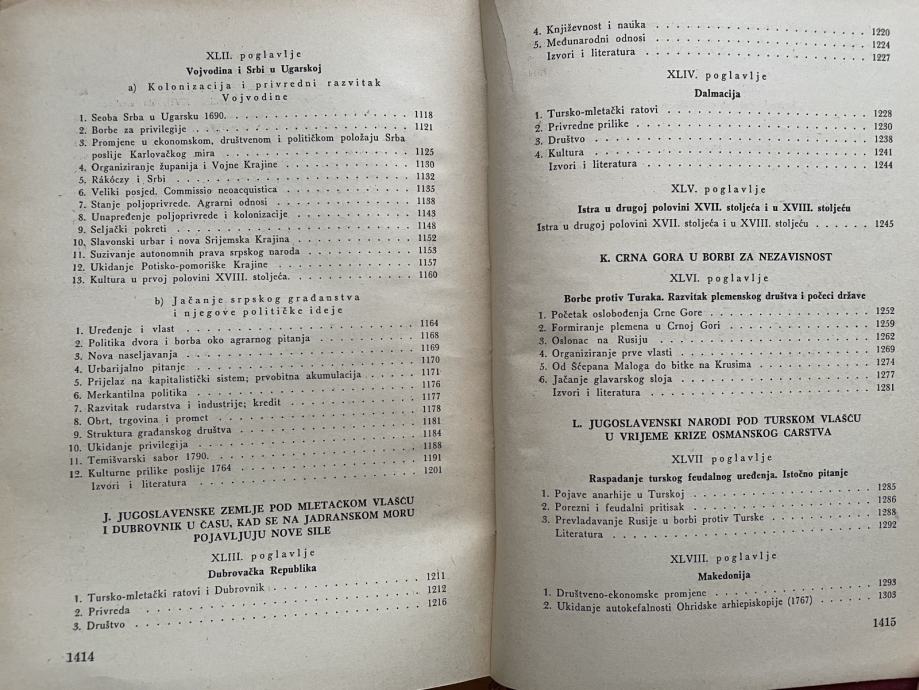 XLII. poglavlje
Vojvodina i Srbi u Ugarskoj
a) Kolonizacija i privredni razvitak
Vojvodine
1. Seoba Srba u Ugarsku 1690. . . . . . . . . . . . . . . . 1118
2. Borbe za privilegije . . . . . . . . . . . . . . . . 1121
3. Promjene u ekonomskom, društvenom i političkom položaju Srba
poslije Karlovačkog mira . . . . . . . . . . . . . . . . 1125
4. Organiziranje županija i Vojne Krajine . . . . . . . . . . . . 1130
5. Rákóczy i Srbi . . . . . . . . . . . . . . . . 1132
6. Veliki posjed. Commissio neoacquistica . . . . . . . . . . . . 1135
7. Stanje poljoprivrede. Agrarni odnosi . . . . . . . . . . . . 1138
8. Unapređenje poljoprivrede i kolonizacije . . . . . . . . . . . . 1143
9. Seljački pokreti . . . . . . . . . . . . . . . . 1148
10. Slavonski urbar i nova Srijemska Krajina . . . . . . . . . . . . 1152
11. Suzivanje autonomnih prava srpskog naroda . . . . . . . . . . 1153
12. Ukidanje Potisko-pomoriške Krajine . . . . . . . . . . . . 1157
13. Kultura u prvoj polovini XVIII. stoljeća. . . . . . . . . . . . 1160
b) Jačanje srpskog građanstva
i njegove političke ideje
1. Uređenje i vlast . . . . . . . . . . . . . . . . 1164
2. Politika dvora i borba oko agrarnog pitanja . . . . . . . . . . 1168
3. Nova naseljavanja . . . . . . . . . . . . . . . . 1169
4. Urbarijalno pitanje . . . . . . . . . . . . . . . . 1170
5. Prijelaz na kapitalistički sistem; prvobitna akumulacija . . . . . . 1171
6. Merkantilna politika . . . . . . . . . . . . . . . . 1176
7. Razvitak rudarstva i industrije; kredit . . . . . . . . . . . . 1177
8. Obrt, trgovina i promet . . . . . . . . . . . . . . . . 1178
9. Struktura građanskog društva . . . . . . . . . . . . . . 1181
10. Ukidanje privilegija . . . . . . . . . . . . . . . . 1184
11. Temišvarski sabor 1790. . . . . . . . . . . . . . . . 1188
12. Kulturne prilike poslije 1764 . . . . . . . . . . . . . . 1191
Izvori i literatura . . . . . . . . . . . . . . . . 1201
J. JUGOSLAVENSKE ZEMLJE POD MLETAČKOM VLAŠĆU
I DUBROVNIK U ČASU, KAD SE NA JADRANSKOM MORU
POJAVLJUJU NOVE SILE
XLIII. poglavlje
Dubrovačka Republika
1. Tursko-mletački ratovi i Dubrovnik . . . . . . . . . . . . 1211
2. Privreda . . . . . . . . . . . . . . . . 1212
3. Društvo . . . . . . . . . . . . . . . . 1216
1414
4. Književnost i nauka . . . . . . . . . . . . . . . . 1220
5. Međunarodni odnosi . . . . . . . . . . . . . . . . 1224
Izvori i literatura . . . . . . . . . . . . . . . . 1227
XLIV. poglavlje
Dalmacija
1. Tursko-mletački ratovi . . . . . . . . . . . . . . . . 1228
2. Privredne prilike . . . . . . . . . . . . . . . . 1230
3. Društvo . . . . . . . . . . . . . . . . 1238
4. Kultura . . . . . . . . . . . . . . . . 1241
Izvori i literatura . . . . . . . . . . . . . . . . 1244
XLV. poglavlje
Istra u drugoj polovini XVII. stoljeća i u XVIII. stoljeću
Istra u drugoj polovini XVII. stoljeća i u XVIII. stoljeću . . . . . . 1245
K. CRNA GORA U BORBI ZA NEZAVISNOST
XLVI. poglavlje
Borbe protiv Turaka. Razvitak plemenskog društva i počeci države
1. Početak oslobođenja Crne Gore . . . . . . . . . . . . 1252
2. Formiranje plemena u Crnoj Gori . . . . . . . . . . . . 1259
3. Oslonac na Rusiju . . . . . . . . . . . . . . . . 1262
4. Organiziranje prve vlasti . . . . . . . . . . . . . . 1269
5. Od Šćepana Maloga do bitke na Krusima . . . . . . . . . . 1274
6. Jačanje glavarskog sloja . . . . . . . . . . . . . . 1277
Izvori i literatura . . . . . . . . . . . . . . . . 1281
L. JUGOSLAVENSKI NARODI POD TURSKOM VLAŠĆU
U VRIJEME KRIZE OSMANSKOG CARSTVA
XLVII poglavlje
Raspadanje turskog feudalnog uređenja. Istočno pitanje
1. Pojave anarhije u Turskoj . . . . . . . . . . . . . . 1285
2. Porezni i feudalni pritisak . . . . . . . . . . . . . . 1286
3. Prevladavanje Rusije u borbi protiv Turske . . . . . . . . . . 1288
Literatura . . . . . . . . . . . . . . . . 1292
XLVIII. poglavlje
Makedonija
1. Društveno-ekonomske promjene . . . . . . . . . . . . 1293
2. Ukidanje autokefalnosti Ohridske arhiepiskopije (1767) . . . . . . 1303
1415